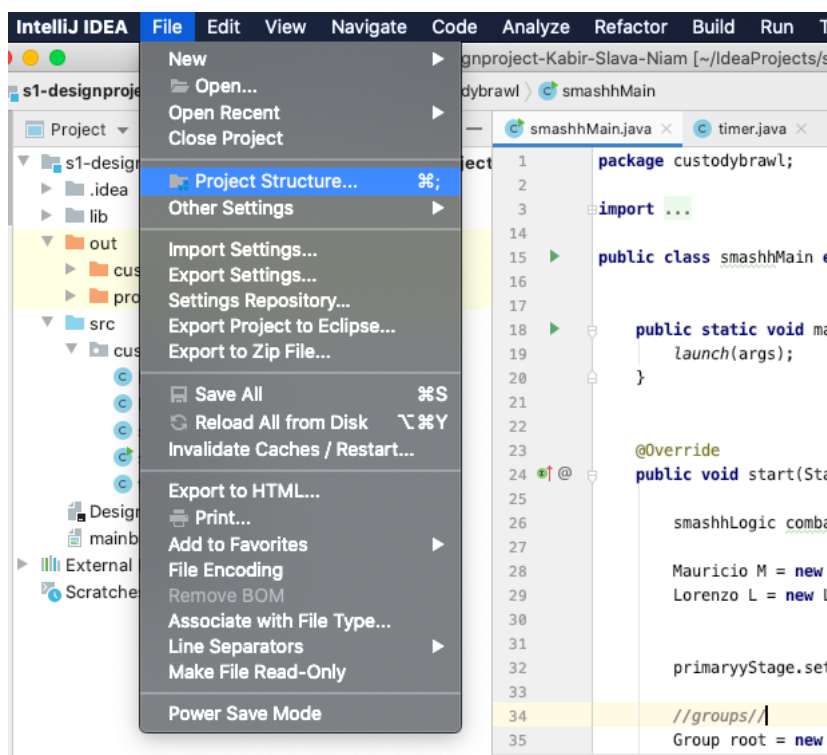 IntelliJ IDEA File Edit View Navigate Code Analyze Refactor Build Run
gnproject-Kabir-Slava-Niam [~/IdeaProjects/s
s1-designproje
dybrawl smashhMain
Project
smashhMain.java timer.java
s1-design
ject
.idea
lib
out
cus
pro
src
cus
Design
mainb
External
Scratche
New
Open...
Open Recent
Close Project
Project Structure... ⌘;
Other Settings
Import Settings...
Export Settings...
Settings Repository...
Export Project to Eclipse...
Export to Zip File...
Save All ⌘S
Reload All from Disk ⌥⌘Y
Invalidate Caches / Restart...
Export to HTML...
Print...
Add to Favorites
File Encoding
Remove BOM
Associate with File Type...
Line Separators
Make File Read-Only
Power Save Mode
1 package custodybrawl;
2
3 import ...
14
15 public class smashhMain e
16
17
18 public static void ma
19 launch(args);
20 }
21
22
23 @Override
24 @ public void start(Sta
25
26 smashhLogic comba
27
28 Mauricio M = new
29 Lorenzo L = new L
30
31
32 primaryyStage.set
33
34 //groups//
35 Group root = new